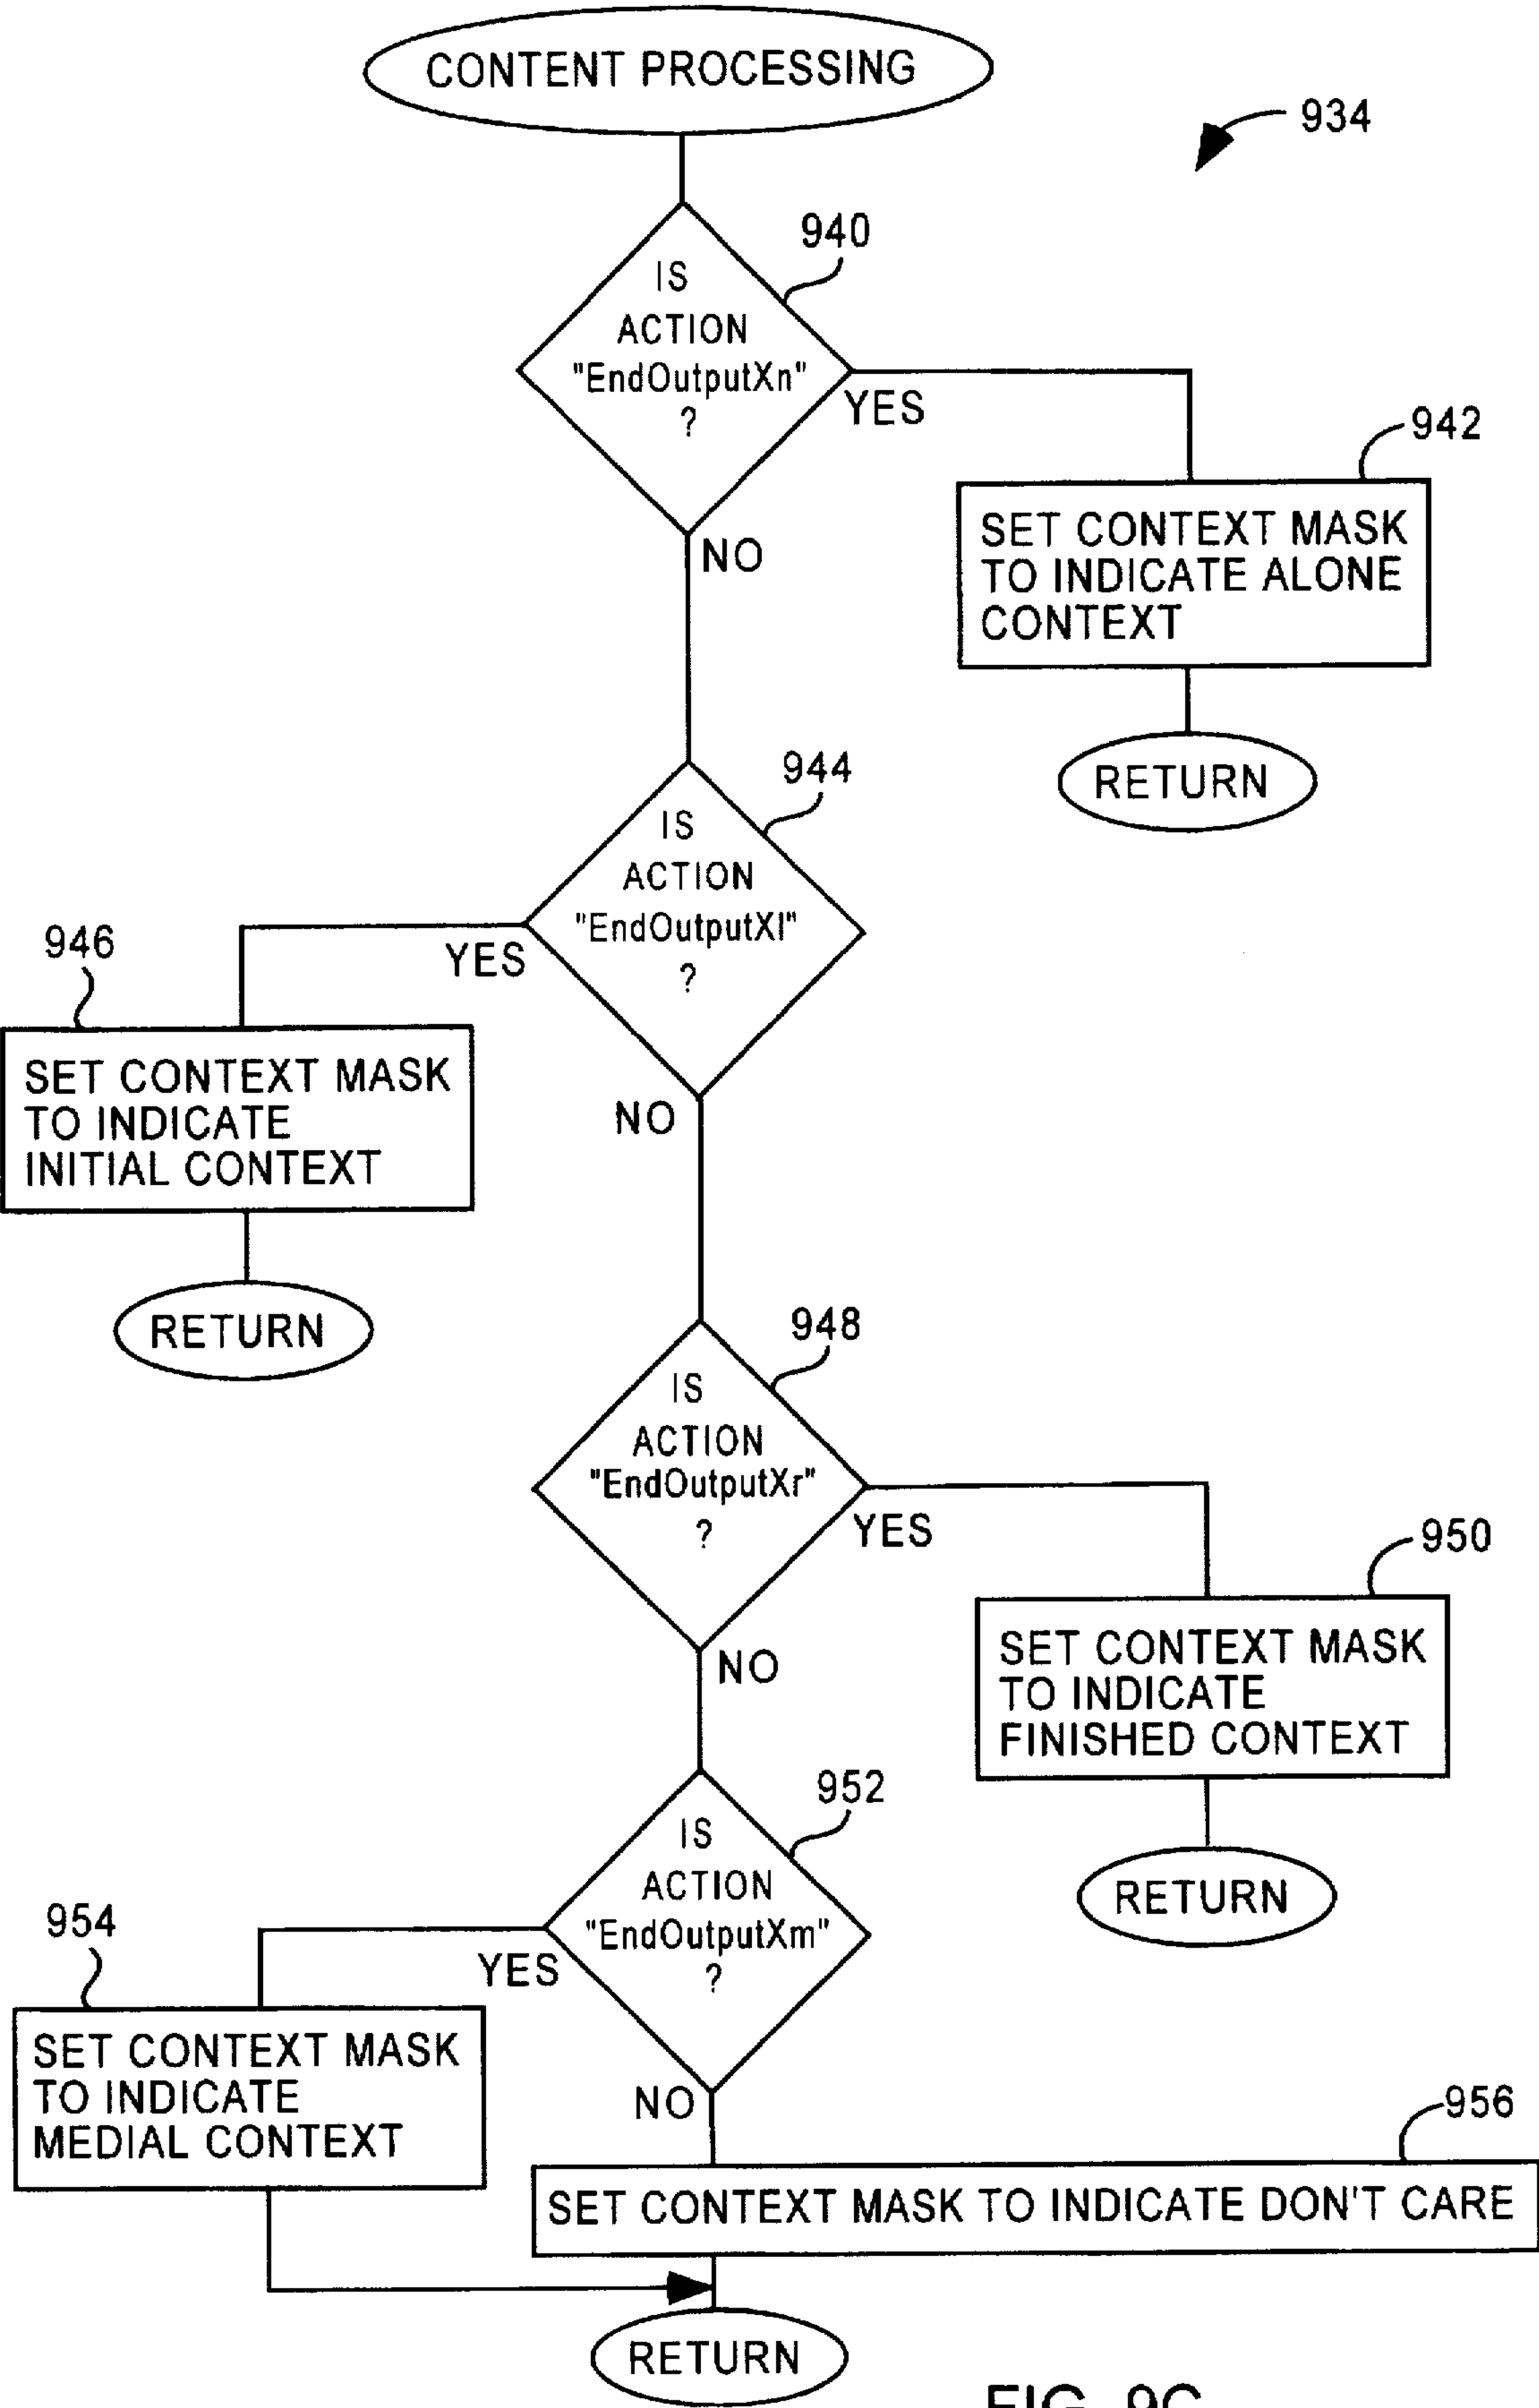 CONTENT PROCESSING
934
940
IS
ACTION
"EndOutputXn"
?
YES
942
NO
SET CONTEXT MASK
TO INDICATE ALONE
CONTEXT
RETURN
944
IS
ACTION
"EndOutputXl"
?
YES
946
NO
SET CONTEXT MASK
TO INDICATE
INITIAL CONTEXT
RETURN
948
IS
ACTION
"EndOutputXr"
?
YES
950
NO
SET CONTEXT MASK
TO INDICATE
FINISHED CONTEXT
RETURN
952
IS
ACTION
"EndOutputXm"
?
YES
954
NO
SET CONTEXT MASK
TO INDICATE
MEDIAL CONTEXT
956
SET CONTEXT MASK TO INDICATE DON'T CARE
RETURN
FIG. 9C